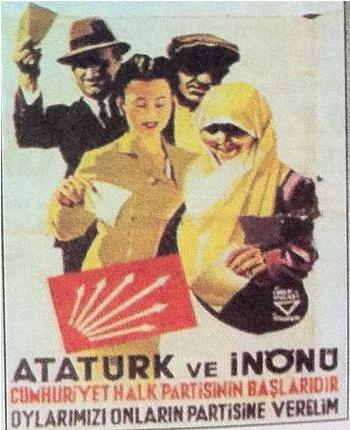 ATATÜRK VE İNÖNÜ
CUMHURİYET HALK PARTİSİNİN BAŞLARIDIR
OYLARIMIZI ONLARIN PARTİSİNE VERELİM